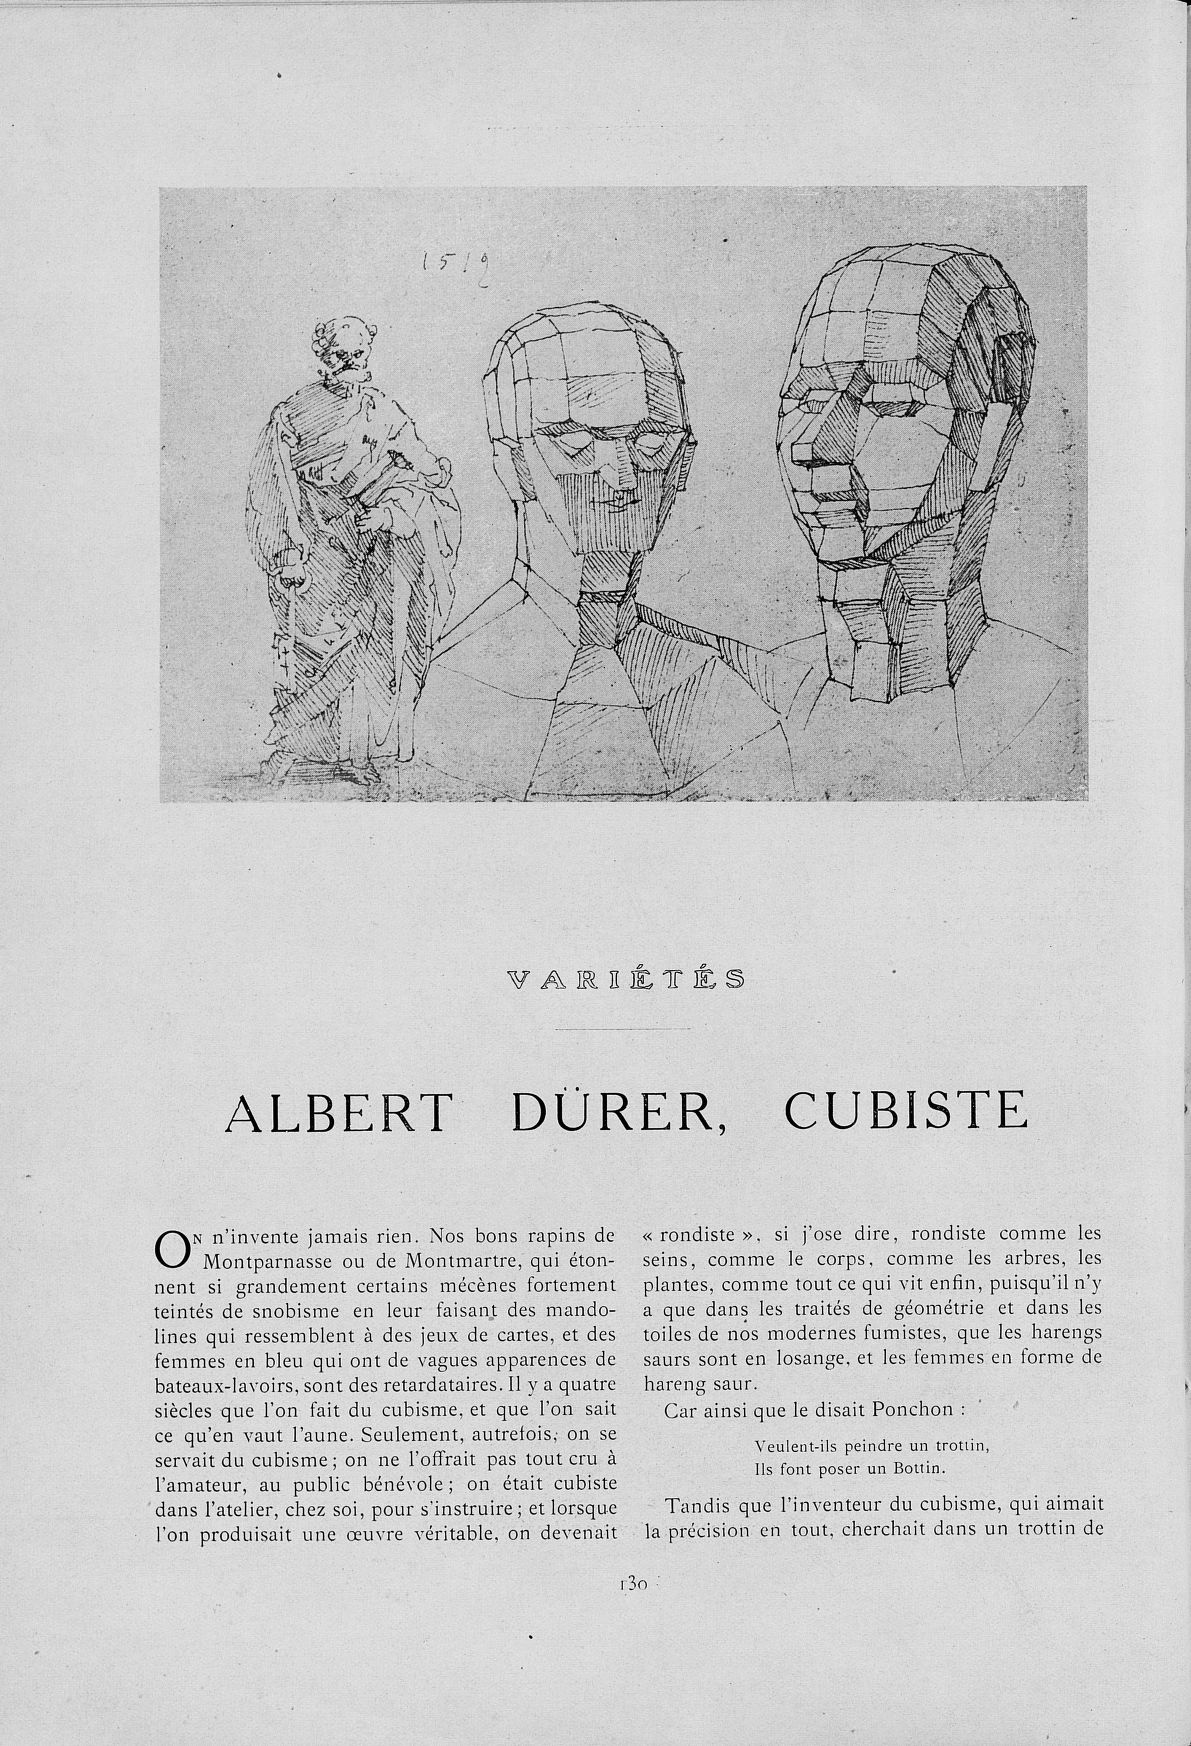 1519
VARIÉTÉS
ALBERT DÜRER, CUBISTE
ON n'invente jamais rien. Nos bons rapins de
Montparnasse ou de Montmartre, qui éton-
nent si grandement certains mécènes fortement
teintés de snobisme en leur faisant des mando-
lines qui ressemblent à des jeux de cartes, et des
femmes en bleu qui ont de vagues apparences de
bateaux-lavoirs, sont des retardataires. Il y a quatre
siècles que l'on fait du cubisme, et que l'on sait
ce qu'en vaut l'aune. Seulement, autrefois, on se
servait du cubisme ; on ne l'offrait pas tout cru à
l'amateur, au public bénévole ; on était cubiste
dans l'atelier, chez soi, pour s'instruire ; et lorsque
l'on produisait une œuvre véritable, on devenait
« rondiste », si j'ose dire, rondiste comme les
seins, comme le corps, comme les arbres, les
plantes, comme tout ce qui vit enfin, puisqu'il n'y
a que dans les traités de géométrie et dans les
toiles de nos modernes fumistes, que les harengs
saurs sont en losange, et les femmes en forme de
hareng saur.
Car ainsi que le disait Ponchon :
Veulent-ils peindre un trottin,
Ils font poser un Bottin.
Tandis que l'inventeur du cubisme, qui aimait
la précision en tout, cherchait dans un trottin de
130